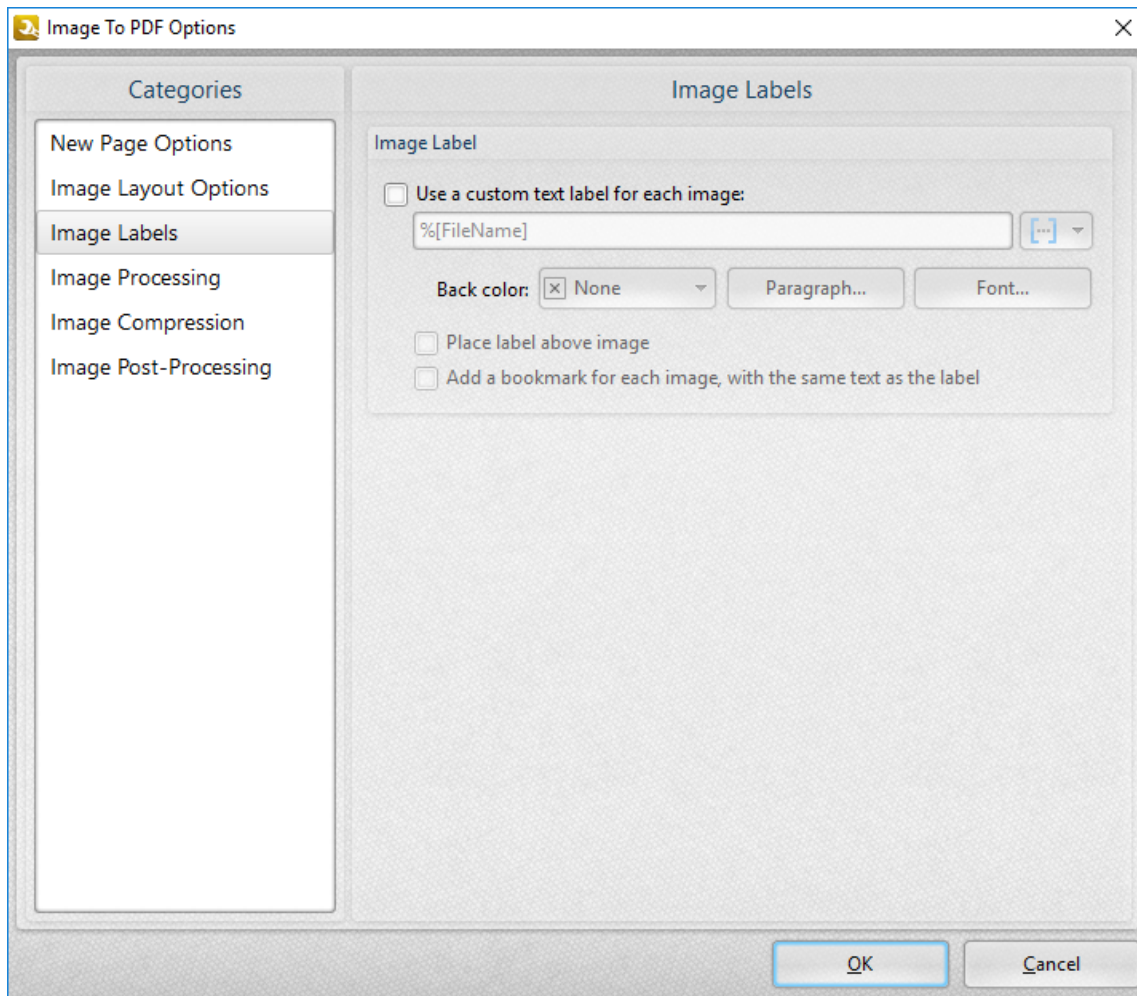 Image To PDF Options
Categories
New Page Options
Image Layout Options
Image Labels
Image Processing
Image Compression
Image Post-Processing
Image Labels
Image Label
Use a custom text label for each image:
%[FileName]
Back color: None Paragraph... Font...
Place label above image
Add a bookmark for each image, with the same text as the label
OK Cancel